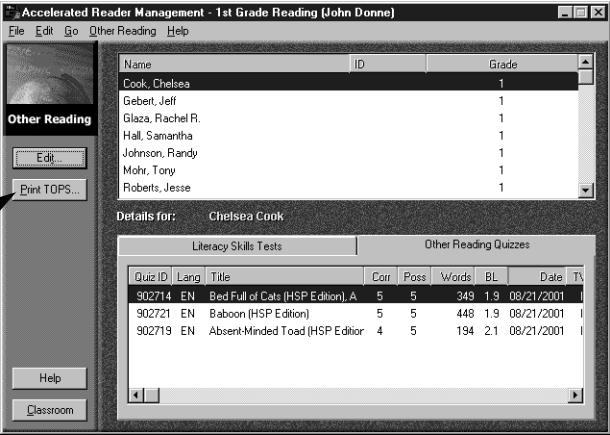 Accelerated Reader Management - 1st Grade Reading (John Donne)
File Edit Go Other Reading Help
Name ID Grade
Cook, Chelsea 1
Gebert, Jeff 1
Glaza, Rachel R. 1
Hall, Samantha 1
Johnson, Randy 1
Mohr, Tony 1
Roberts, Jesse 1
Other Reading
Edit...
Print TOPS...
Details for: Chelsea Cook
Literacy Skills Tests Other Reading Quizzes
Quiz ID Lang Title Corr Poss Words BL Date
902714 EN Bed Full of Cats (HSP Edition), A 5 5 349 1.9 08/21/2001
902721 EN Baboon (HSP Edition) 5 5 448 1.9 08/21/2001
902719 EN Absent-Minded Toad (HSP Edition 4 5 194 2.1 08/21/2001
Help
Classroom